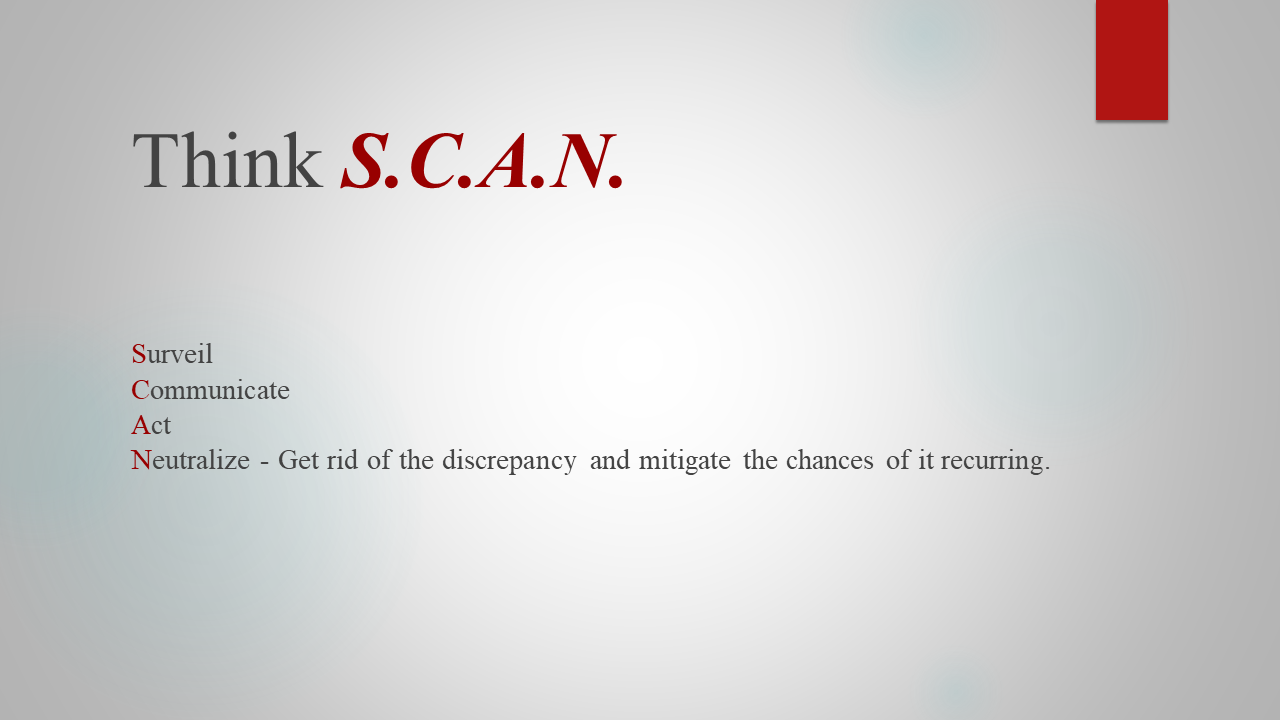 Think S.C.A.N.
Surveil
Communicate
Act
Neutralize - Get rid of the discrepancy and mitigate the chances of it recurring.